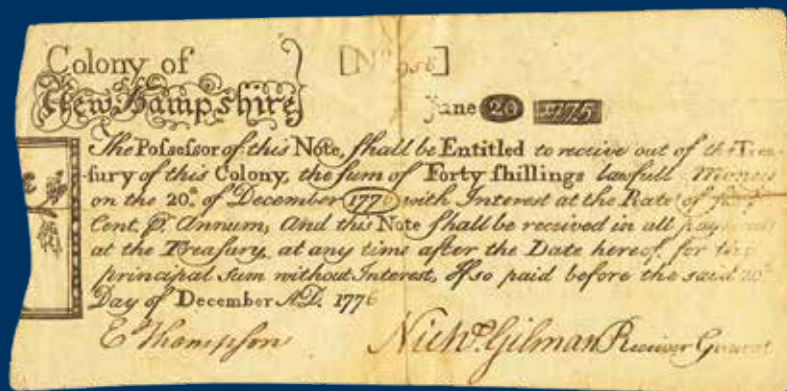 Colony of
New Hampshire
[No 956]
June 20 1775
The Possessor of this Note, shall be Entitled to receive out of the Trea-
sury of this Colony, the sum of Forty shillings lawfull Money
on the 20th of December 1776 with Interest at the Rate of
Cent. P. Annum, And this Note shall be received in all payments
at the Treasury, at any time after the Date hereof, for the
principal Sum without Interest, If so paid before the said 20th
Day of December A.D. 1776
E Thompson Nichs. Gilman Receiver General